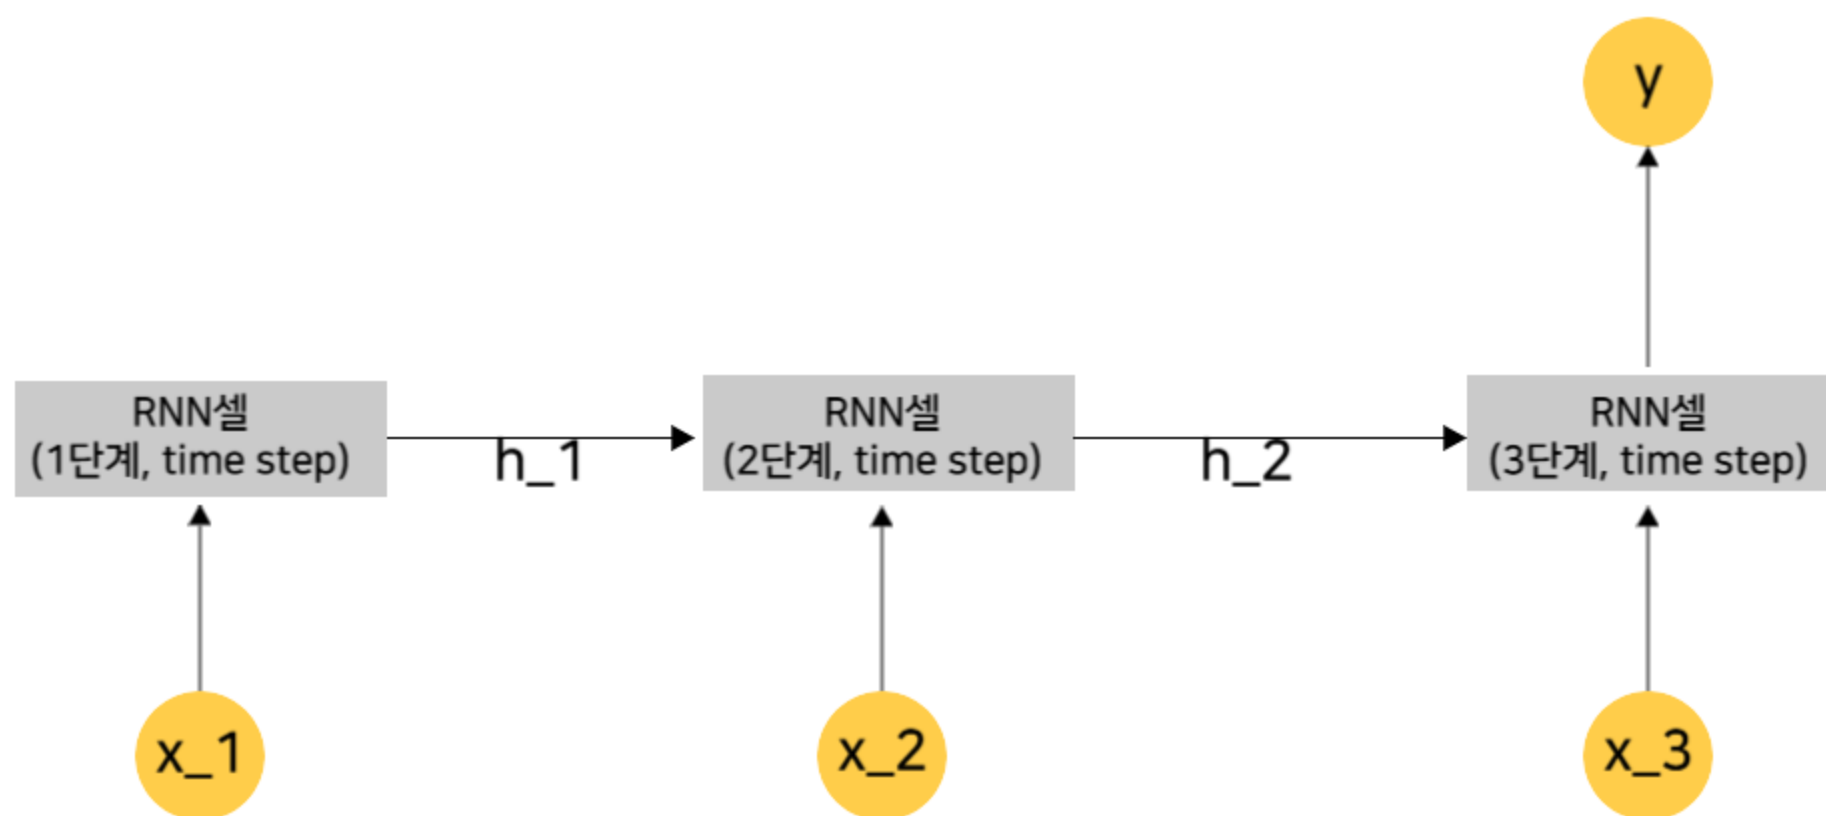 y
RNN셀
(1단계, time step)
h_1
RNN셀
(2단계, time step)
h_2
RNN셀
(3단계, time step)
x_1
x_2
x_3